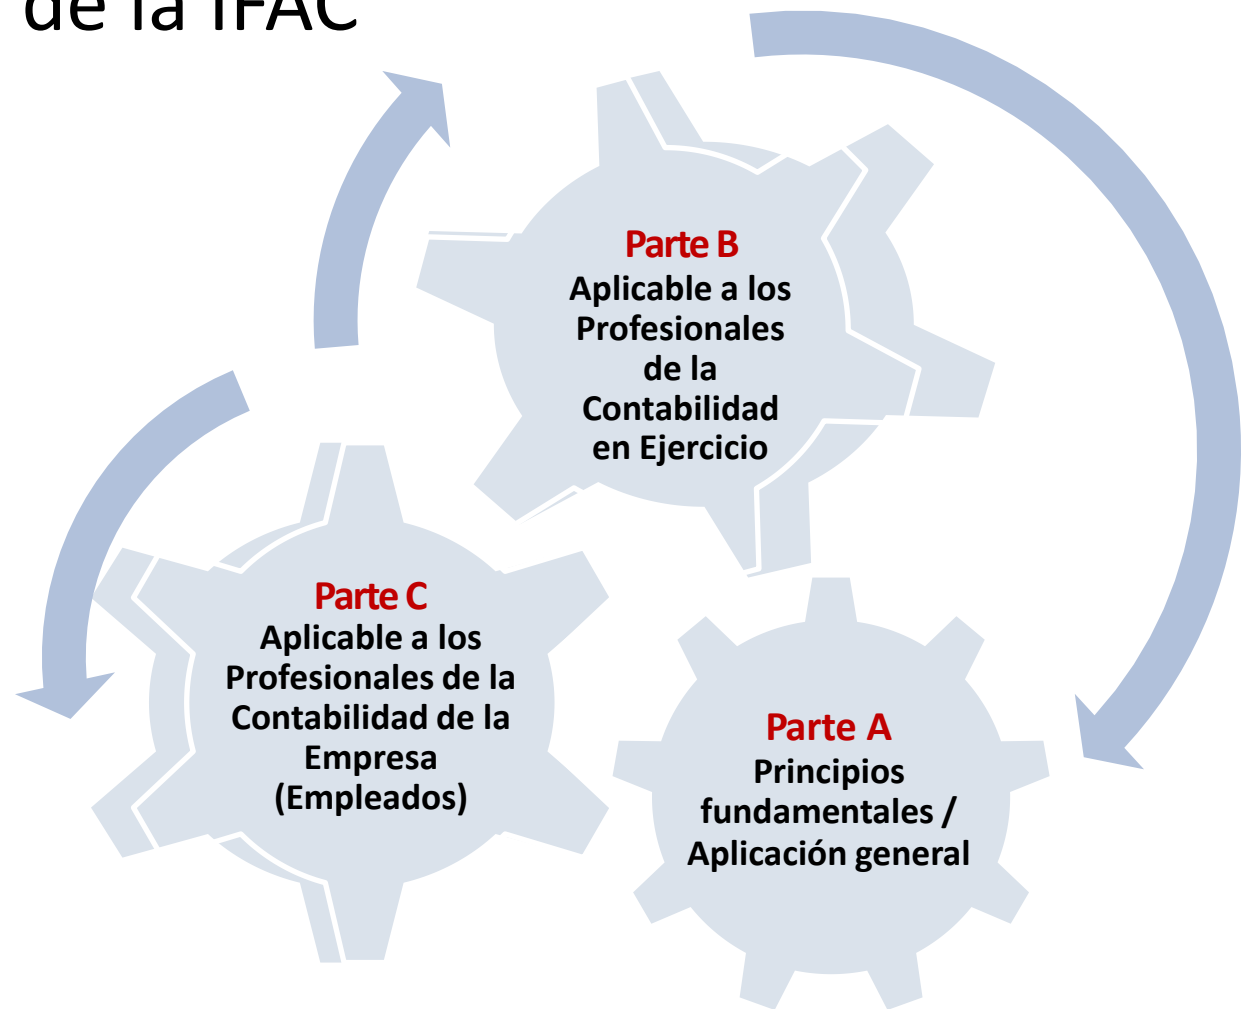 de la IFAC
Parte B
Aplicable a los
Profesionales
de la
Contabilidad
en Ejercicio
Parte C
Aplicable a los
Profesionales de la
Contabilidad de la
Empresa
(Empleados)
Parte A
Principios
fundamentales /
Aplicación general